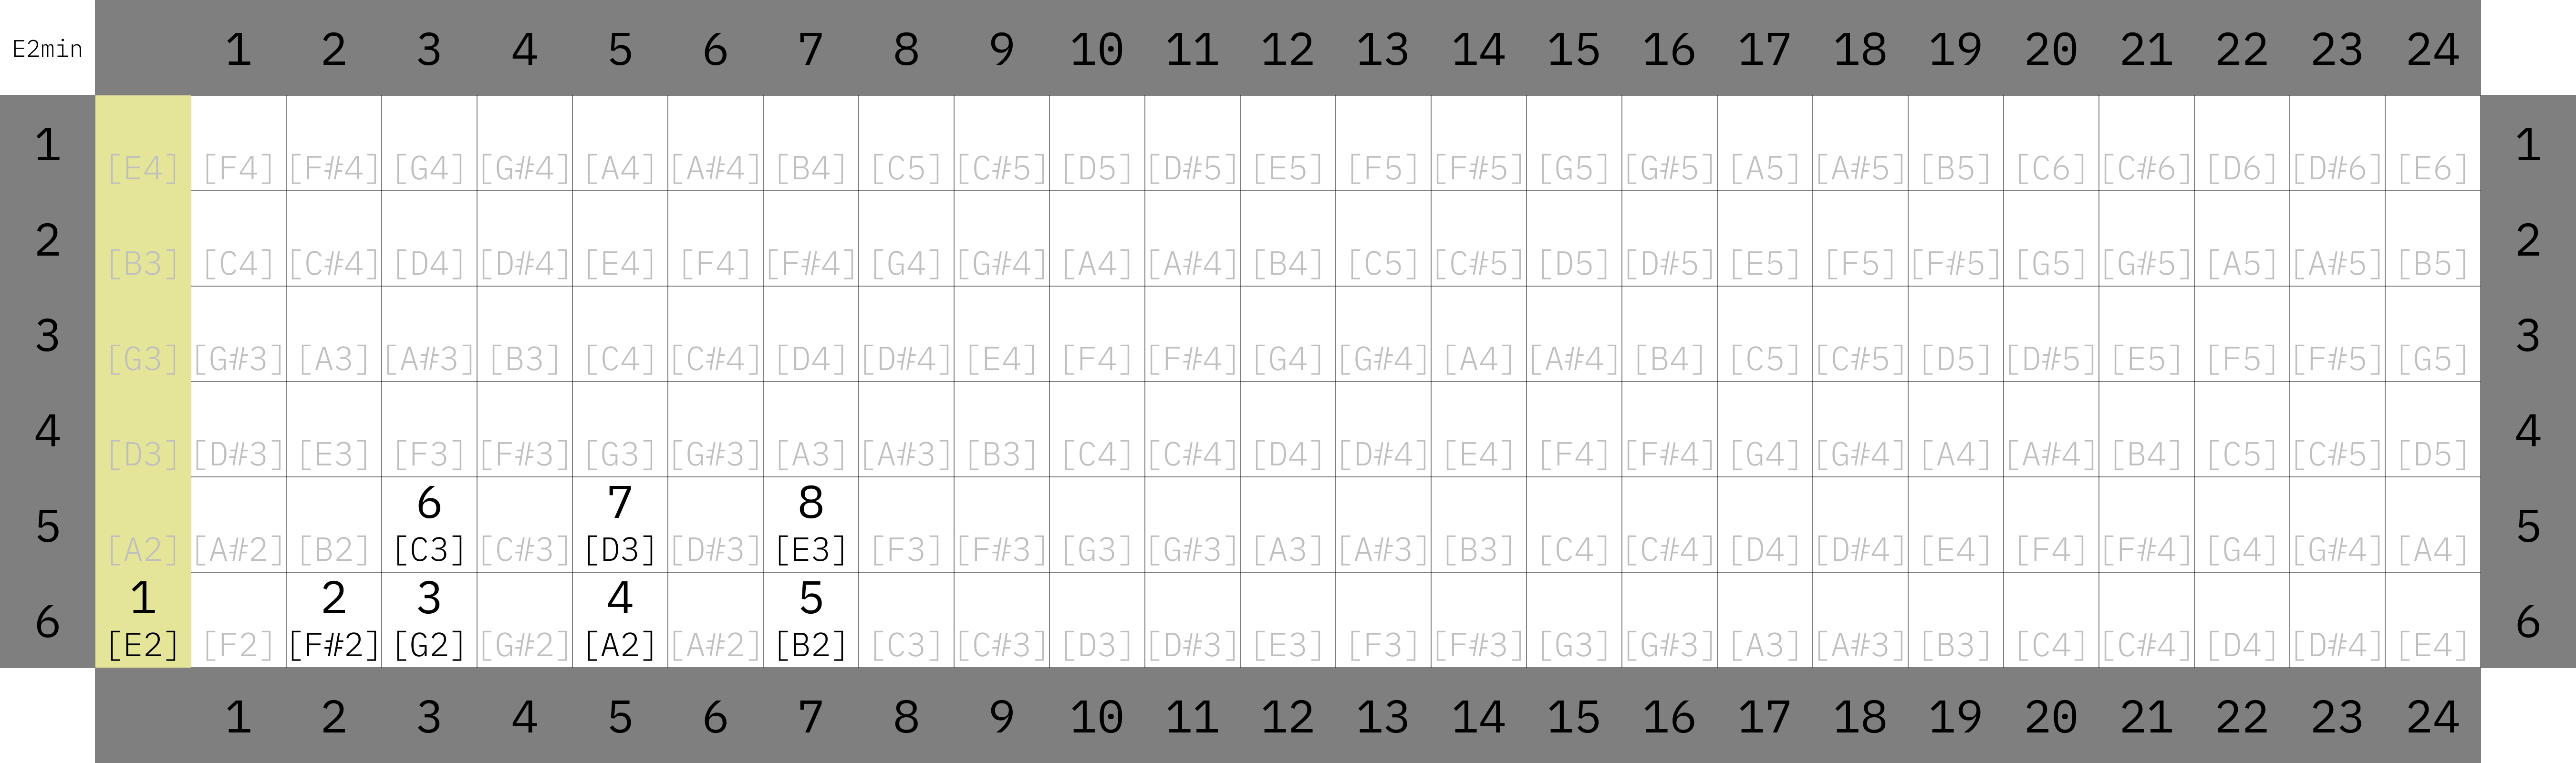 E2min 1 2 3 4 5 6 7 8 9 10 11 12 13 14 15 16 17 18 19 20 21 22 23 24
1 [E4] [F4] [F#4] [G4] [G#4] [A4] [A#4] [B4] [C5] [C#5] [D5] [D#5] [E5] [F5] [F#5] [G5] [G#5] [A5] [A#5] [B5] [C6] [C#6] [D6] [D#6] [E6] 1
2 [B3] [C4] [C#4] [D4] [D#4] [E4] [F4] [F#4] [G4] [G#4] [A4] [A#4] [B4] [C5] [C#5] [D5] [D#5] [E5] [F5] [F#5] [G5] [G#5] [A5] [A#5] [B5] 2
3 [G3] [G#3] [A3] [A#3] [B3] [C4] [C#4] [D4] [D#4] [E4] [F4] [F#4] [G4] [G#4] [A4] [A#4] [B4] [C5] [C#5] [D5] [D#5] [E5] [F5] [F#5] [G5] 3
4 [D3] [D#3] [E3] [F3] [F#3] [G3] [G#3] [A3] [A#3] [B3] [C4] [C#4] [D4] [D#4] [E4] [F4] [F#4] [G4] [G#4] [A4] [A#4] [B4] [C5] [C#5] [D5] 4
6 7 8
5 [A2] [A#2] [B2] [C3] [C#3] [D3] [D#3] [E3] [F3] [F#3] [G3] [G#3] [A3] [A#3] [B3] [C4] [C#4] [D4] [D#4] [E4] [F4] [F#4] [G4] [G#4] [A4] 5
1 2 3 4 5
6 [E2] [F2] [F#2] [G2] [G#2] [A2] [A#2] [B2] [C3] [C#3] [D3] [D#3] [E3] [F3] [F#3] [G3] [G#3] [A3] [A#3] [B3] [C4] [C#4] [D4] [D#4] [E4] 6
1 2 3 4 5 6 7 8 9 10 11 12 13 14 15 16 17 18 19 20 21 22 23 24